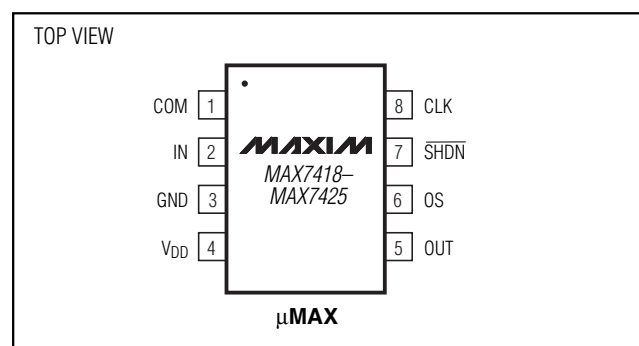 TOP VIEW
COM 1
IN 2
GND 3
VDD 4
8 CLK
7 SHDN
6 OS
5 OUT
MAXIM
MAX7418–
MAX7425
µMAX